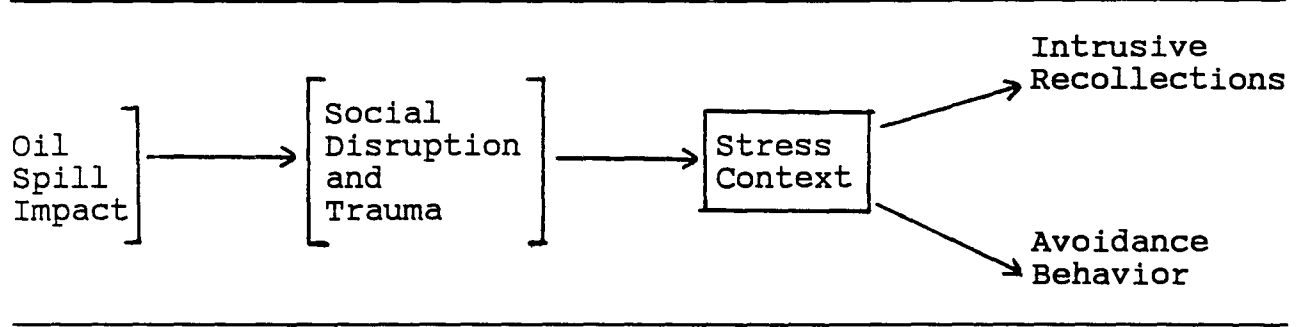 Oil
Spill
Impact
Social
Disruption
and
Trauma
Stress
Context
Intrusive
Recollections
Avoidance
Behavior